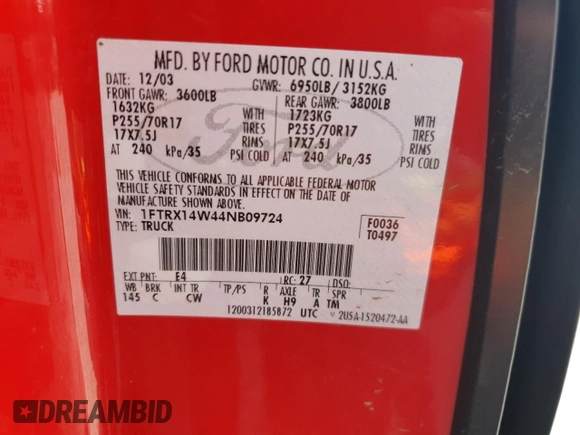 MFD. BY FORD MOTOR CO. IN U.S.A.
DATE: 12/03 GVWR: 6950LB / 3152KG
FRONT GAWR: 3600LB REAR GAWR: 3800LB
1632KG WITH 1723KG WITH
P255/70R17 TIRES P255/70R17 TIRES
17X7.5J RIMS 17X7.5J RIMS
AT 240 kPa/35 PSI COLD AT 240 kPa/35 PSI COLD
Ford
THIS VEHICLE CONFORMS TO ALL APPLICABLE FEDERAL MOTOR
VEHICLE SAFETY STANDARDS IN EFFECT ON THE DATE OF
MANUFACTURE SHOWN ABOVE.
VIN: 1FTRX14W44NB09724 F0036
TYPE: TRUCK T0497
EXT PNT: E4 RC: 27 DSO:
WB BRK INT TR TP/PS R AXLE TR SPR
145 C CW K H9 A TM
1200312185872 UTC
DREAMBID